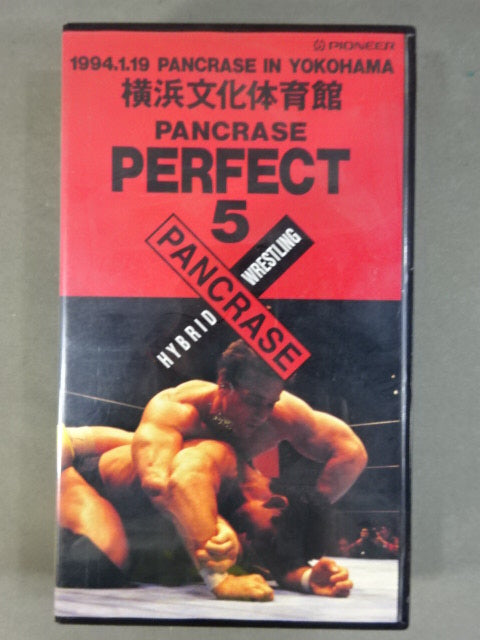 PIONEER
1994.1.19 PANCRASE IN YOKOHAMA
横浜文化体育館
PANCRASE
PERFECT
5
PANCRASE
HYBRID WRESTLING